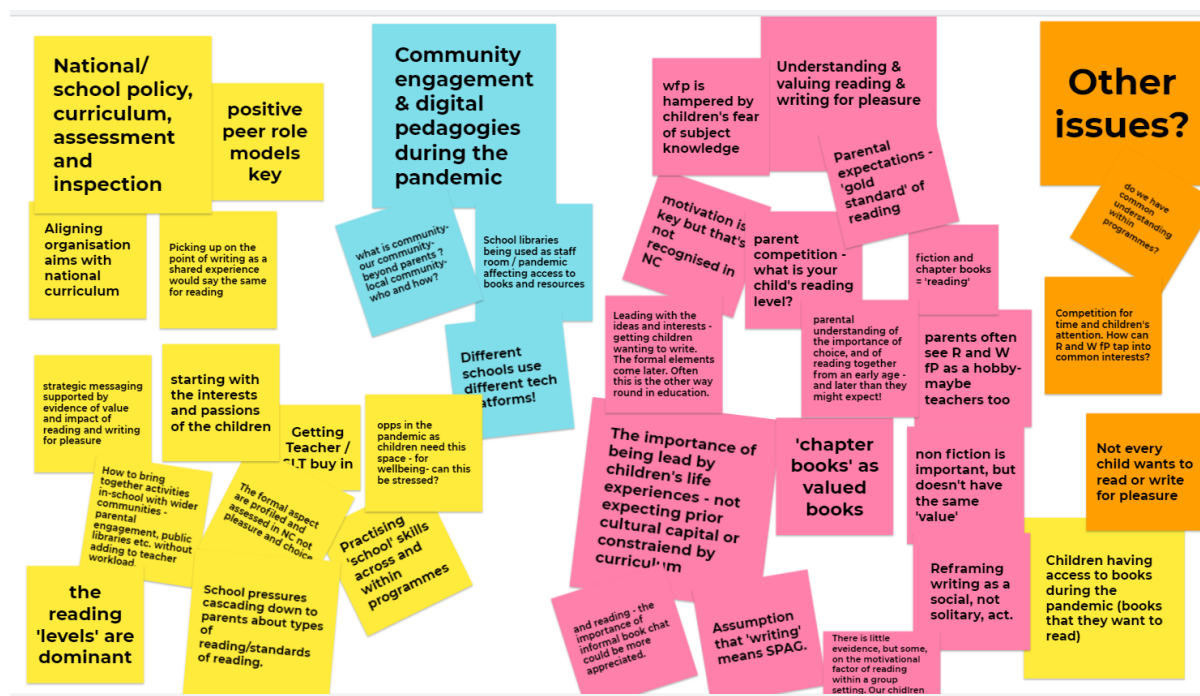 National/
school policy,
curriculum,
assessment
and
inspection
positive
peer role
models
key
Aligning
organisation
aims with
national
curriculum
Picking up on the
point of writing as a
shared experience
would say the same
for reading
strategic messaging
supported by
evidence of value
and impact of
reading and writing
for pleasure
starting with
the interests
and passions
of the children
Getting
Teacher /
SLT buy in
opps in the
pandemic as
children need this
space - for
wellbeing- can this
be stressed?
How to bring
together activities
in-school with wider
communities -
parental
engagement, public
libraries etc. without
adding to teacher
workload.
The formal aspect
are profiled and
assessed in NC not
pleasure and choice
Practising
'school' skills
across and
within
programmes
the
reading
'levels' are
dominant
School pressures
cascading down to
parents about types
of
reading/standards
of reading.
Community
engagement
& digital
pedagogies
during the
pandemic
what is community-
our community-
beyond parents ?
local community-
who and how?
School libraries
being used as staff
room / pandemic
affecting access to
books and resources
Different
schools use
different tech
platforms!
wfp is
hampered by
children's fear
of subject
knowledge
Understanding &
valuing reading &
writing for pleasure
Parental
expectations -
'gold
standard' of
reading
motivation is
key but that's
not
recognised in
NC
parent
competition -
what is your
child's reading
level?
fiction and
chapter books
= 'reading'
Leading with the
ideas and interests -
getting children
wanting to write.
The formal elements
come later. Often
this is the other way
round in education.
parental
understanding of
the importance of
choice, and of
reading together
from an early age -
and later than they
might expect!
parents often
see R and W
fP as a hobby-
maybe
teachers too
The importance of
being lead by
children's life
experiences - not
expecting prior
cultural capital or
constraiend by
curriculum
'chapter
books' as
valued
books
non fiction is
important, but
doesn't have
the same
'value'
Reframing
writing as a
social, not
solitary, act.
and reading - the
importance of
informal book chat
could be more
appreciated.
Assumption
that 'writing'
means SPAG.
There is little
eveidence, but some,
on the motivational
factor of reading
within a group
setting. Our chidlren
Other
issues?
do we have
common
understanding
within
programmes?
Competition for
time and children's
attention. How can
R and W fP tap into
common interests?
Not every
child wants to
read or write
for pleasure
Children having
access to books
during the
pandemic (books
that they want to
read)